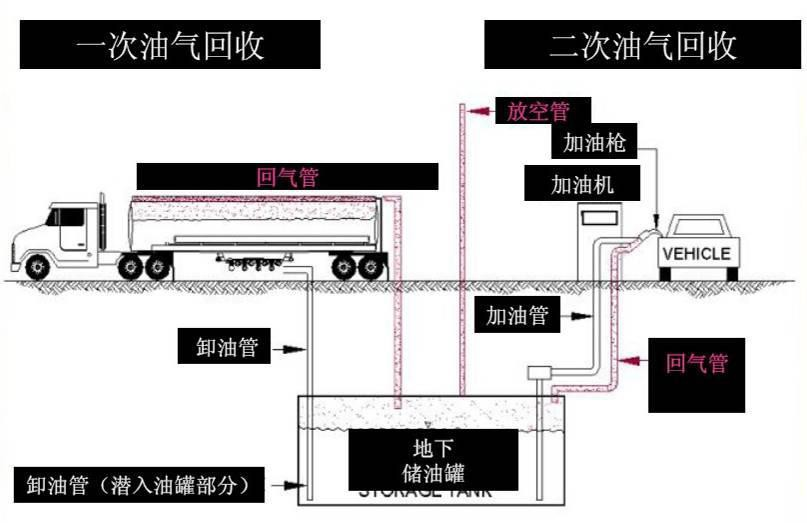 一次油气回收
二次油气回收
放空管
加油枪
回气管
加油机
VEHICLE
卸油管
加油管
回气管
地下
储油罐
STORAGE TANK
卸油管（潜入油罐部分）